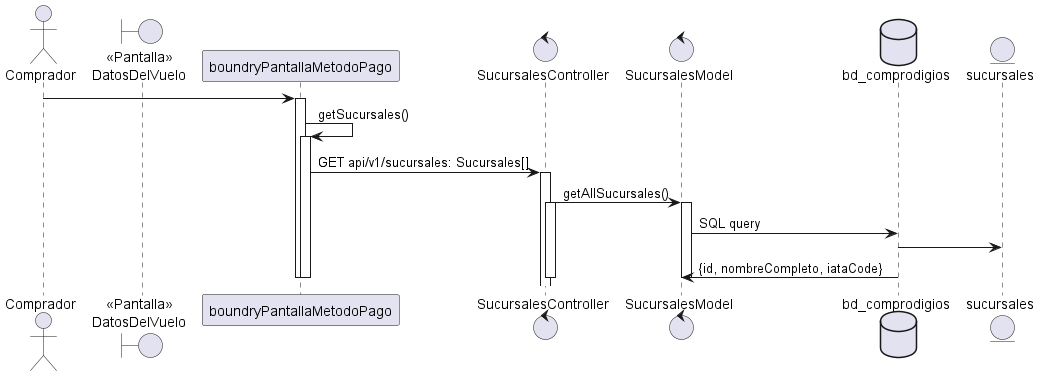 Comprador
«Pantalla»
DatosDelVuelo
boundryPantallaMetodoPago
SucursalesController
SucursalesModel
bd_comprodigios
sucursales
getSucursales()
GET api/v1/sucursales: Sucursales[]
getAllSucursales()
SQL query
{id, nombreCompleto, iataCode}
Comprador
«Pantalla»
DatosDelVuelo
boundryPantallaMetodoPago
SucursalesController
SucursalesModel
bd_comprodigios
sucursales